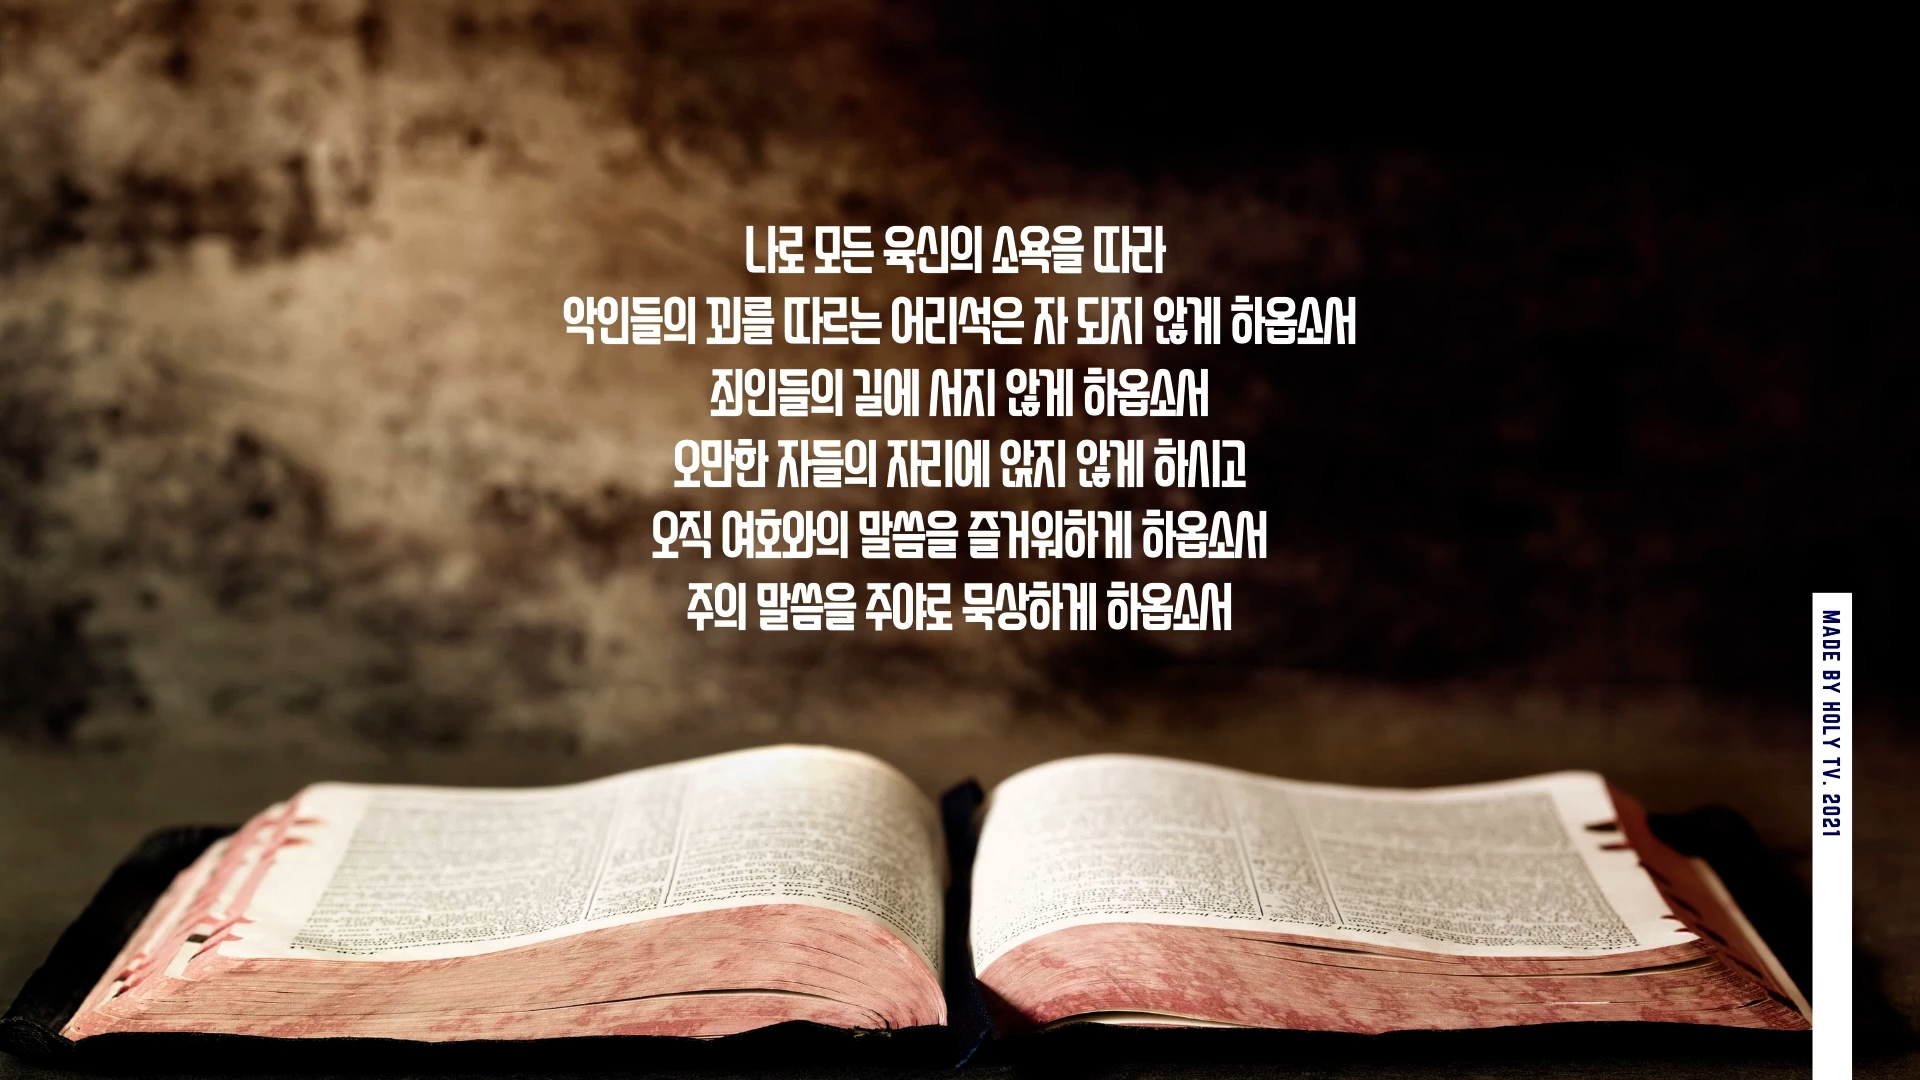 나로 모든 육신의 소욕을 따라
악인들의 꾀를 따르는 어리석은 자 되지 않게 하옵소서
죄인들의 길에 서지 않게 하옵소서
오만한 자들의 자리에 앉지 않게 하시고
오직 여호와의 말씀을 즐거워하게 하옵소서
주의 말씀을 주야로 묵상하게 하옵소서
MADE BY HOLY TV. 2021